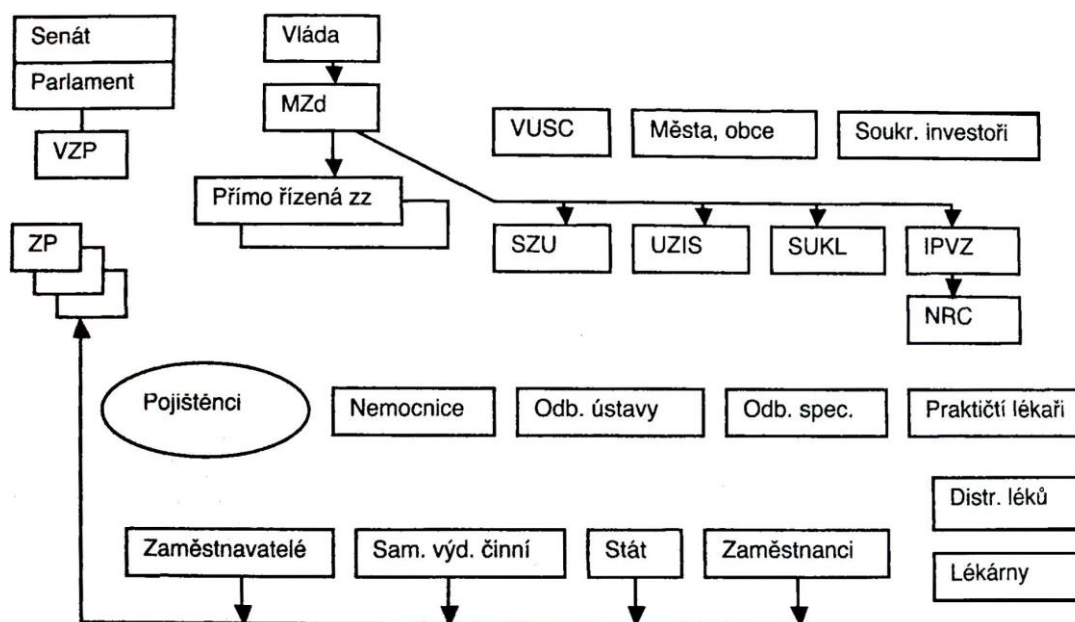 Senát
Parlament
VZP
Vláda
MZd
VUSC
Města, obce
Soukr. investoři
Přímo řízená zz
ZP
SZU
UZIS
SUKL
IPVZ
NRC
Pojišténci
Nemocnice
Odb. ústavy
Odb. spec.
Praktičtí lékaři
Distr. léků
Zaměstnavatelé
Sam. výd. činní
Stát
Zaměstnanci
Lékárny